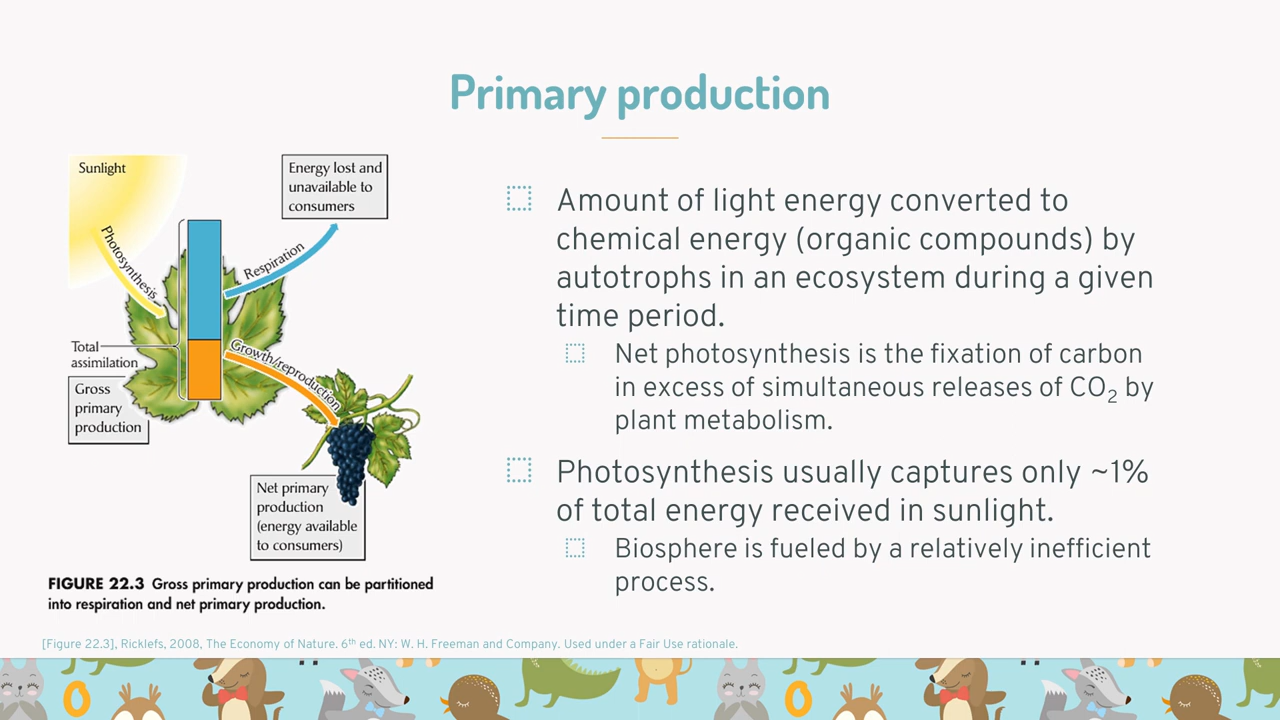 Primary production
Sunlight
Photosynthesis
Energy lost and
unavailable to
consumers
Respiration
Total
assimilation
Gross
primary
production
Growth/reproduction
Net primary
production
(energy available
to consumers)
FIGURE 22.3 Gross primary production can be partitioned
into respiration and net primary production.
Amount of light energy converted to
chemical energy (organic compounds) by
autotrophs in an ecosystem during a given
time period.
Net photosynthesis is the fixation of carbon
in excess of simultaneous releases of CO₂ by
plant metabolism.
Photosynthesis usually captures only ~1%
of total energy received in sunlight.
Biosphere is fueled by a relatively inefficient
process.
[Figure 22.3], Ricklefs, 2008, The Economy of Nature. 6th ed. NY: W. H. Freeman and Company. Used under a Fair Use rationale.